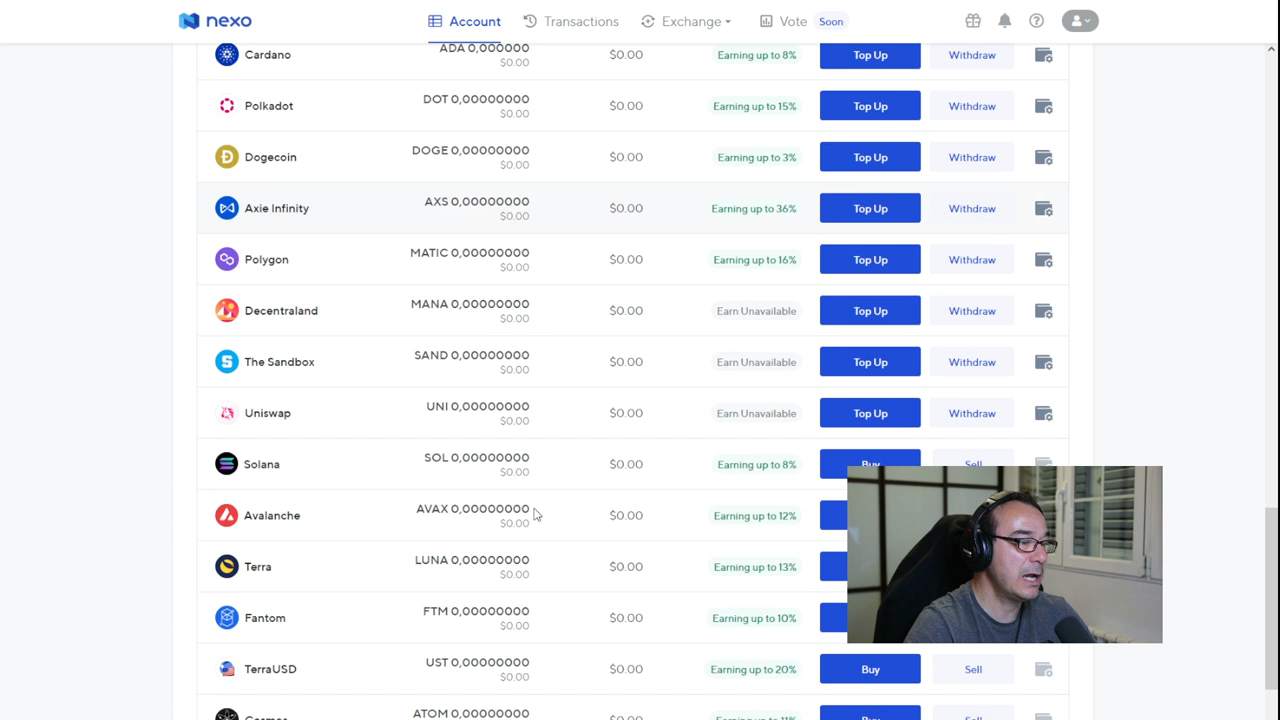 nexo
Account
Transactions
Exchange
Vote
Soon
Cardano
ADA 0,00000000
$0.00
$0.00
Earning up to 8%
Top Up
Withdraw
Polkadot
DOT 0,00000000
$0.00
$0.00
Earning up to 15%
Top Up
Withdraw
Dogecoin
DOGE 0,00000000
$0.00
$0.00
Earning up to 3%
Top Up
Withdraw
Axie Infinity
AXS 0,00000000
$0.00
$0.00
Earning up to 36%
Top Up
Withdraw
Polygon
MATIC 0,00000000
$0.00
$0.00
Earning up to 16%
Top Up
Withdraw
Decentraland
MANA 0,00000000
$0.00
$0.00
Earn Unavailable
Top Up
Withdraw
The Sandbox
SAND 0,00000000
$0.00
$0.00
Earn Unavailable
Top Up
Withdraw
Uniswap
UNI 0,00000000
$0.00
$0.00
Earn Unavailable
Top Up
Withdraw
Solana
SOL 0,00000000
$0.00
$0.00
Earning up to 8%
Buy
Sell
Avalanche
AVAX 0,00000000
$0.00
$0.00
Earning up to 12%
Terra
LUNA 0,00000000
$0.00
$0.00
Earning up to 13%
Fantom
FTM 0,00000000
$0.00
$0.00
Earning up to 10%
TerraUSD
UST 0,00000000
$0.00
$0.00
Earning up to 20%
Buy
Sell
Cosmos
ATOM 0,00000000
Earning up to 11%
Buy
Sell